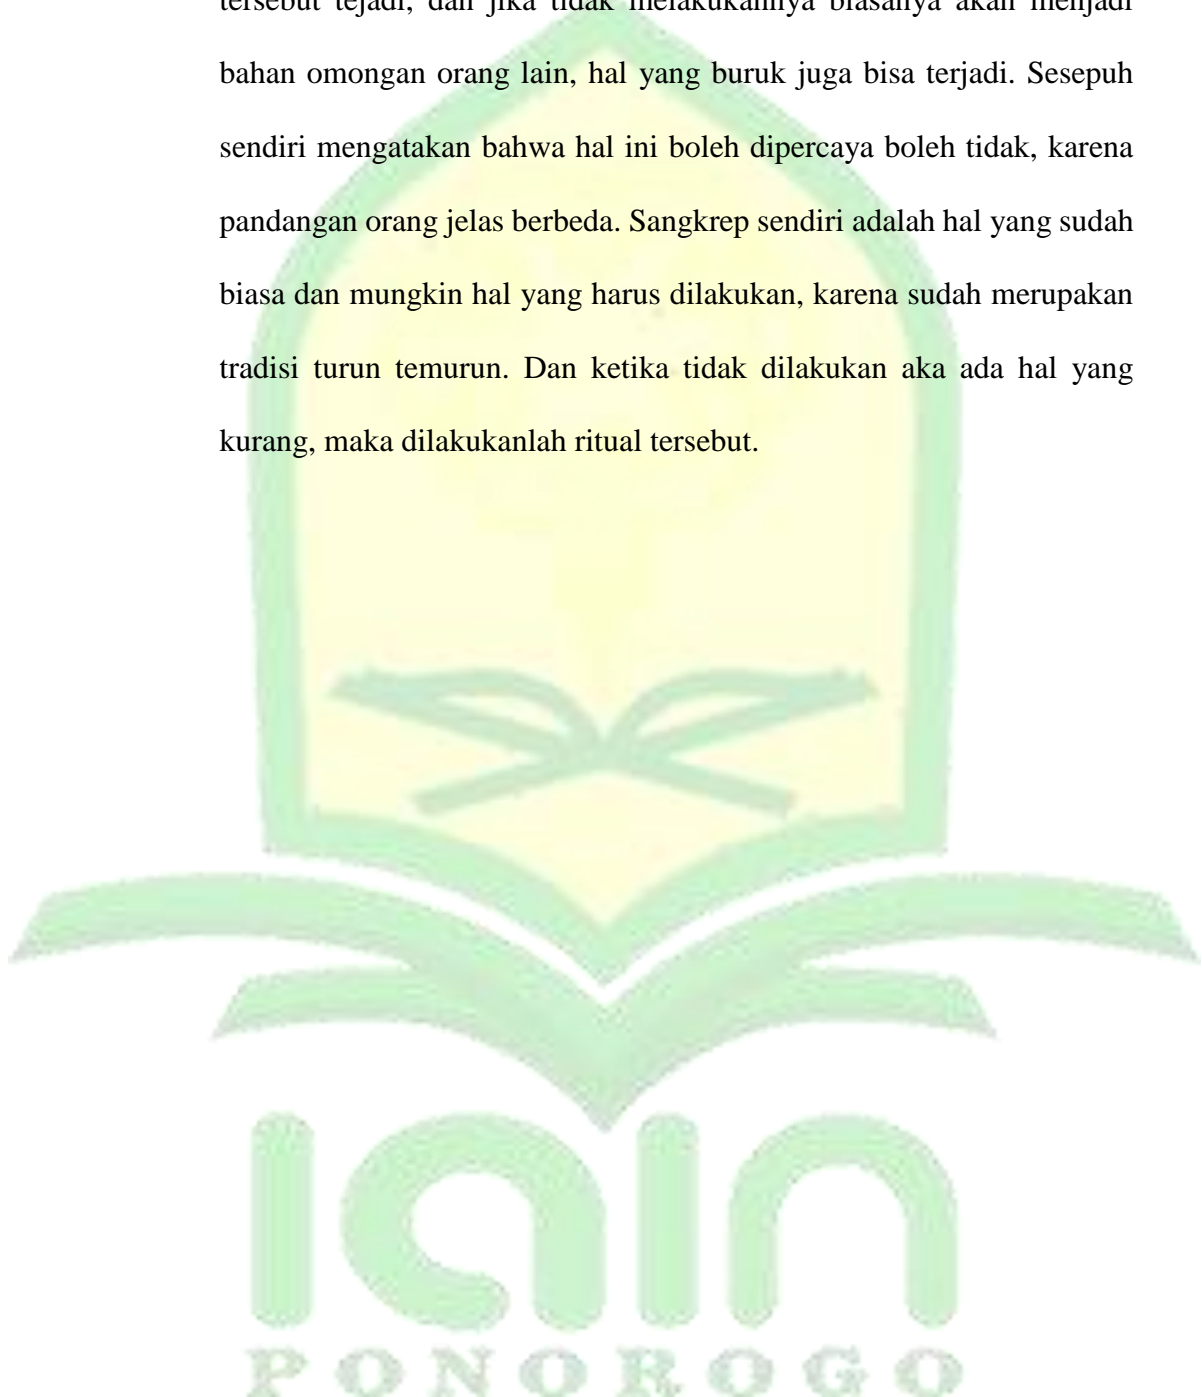 tersebut tejadi, dan jika tidak melakukannya biasanya akan menjadi
bahan omongan orang lain, hal yang buruk juga bisa terjadi. Sesepuh
sendiri mengatakan bahwa hal ini boleh dipercaya boleh tidak, karena
pandangan orang jelas berbeda. Sangkrep sendiri adalah hal yang sudah
biasa dan mungkin hal yang harus dilakukan, karena sudah merupakan
tradisi turun temurun. Dan ketika tidak dilakukan aka ada hal yang
kurang, maka dilakukanlah ritual tersebut.
iain
PONOROGO